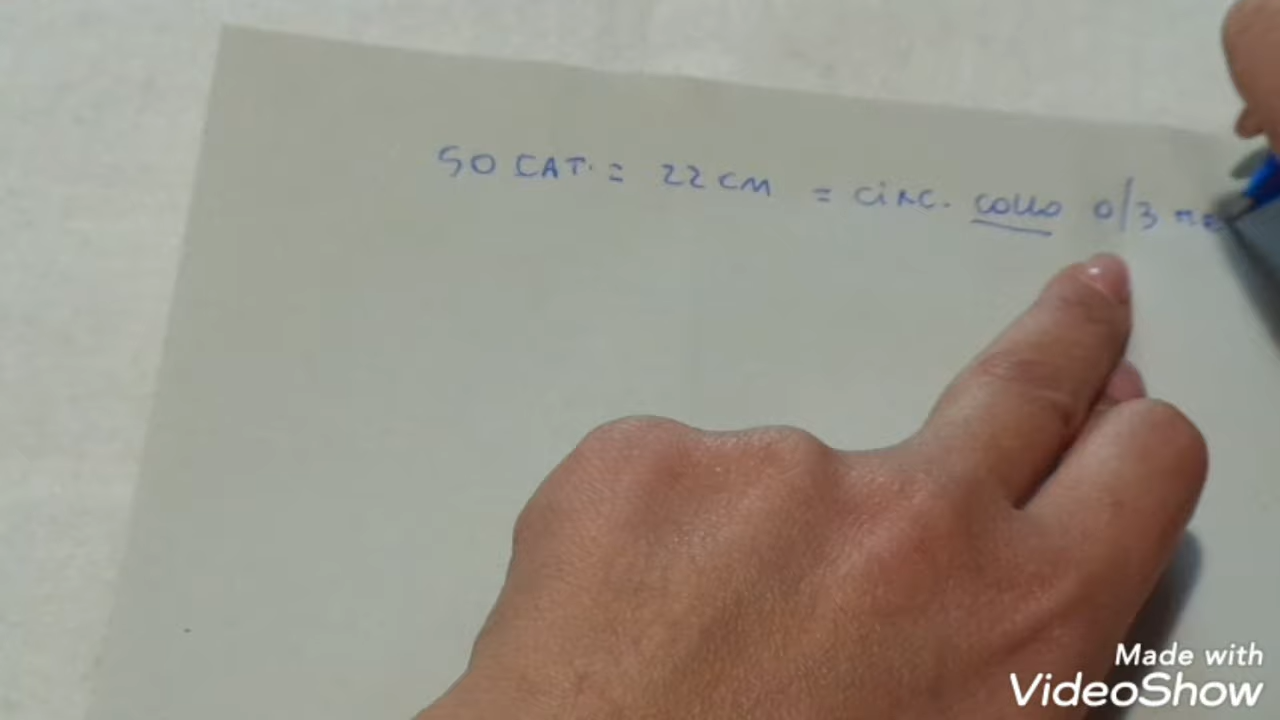 50 CAT. = 22 CM = CIRC. COLLO 0/3
Made with
VideoShow